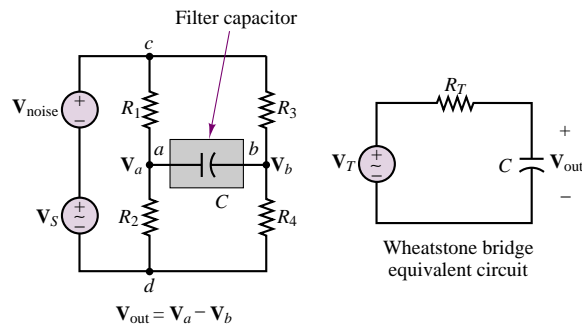 Filter capacitor
c
V_noise
+
−
R_1
R_3
a
b
V_a
V_b
C
V_S
+
~
−
R_2
R_4
d
V_out = V_a − V_b
R_T
V_T
+
~
−
C
+
V_out
−
Wheatstone bridge
equivalent circuit